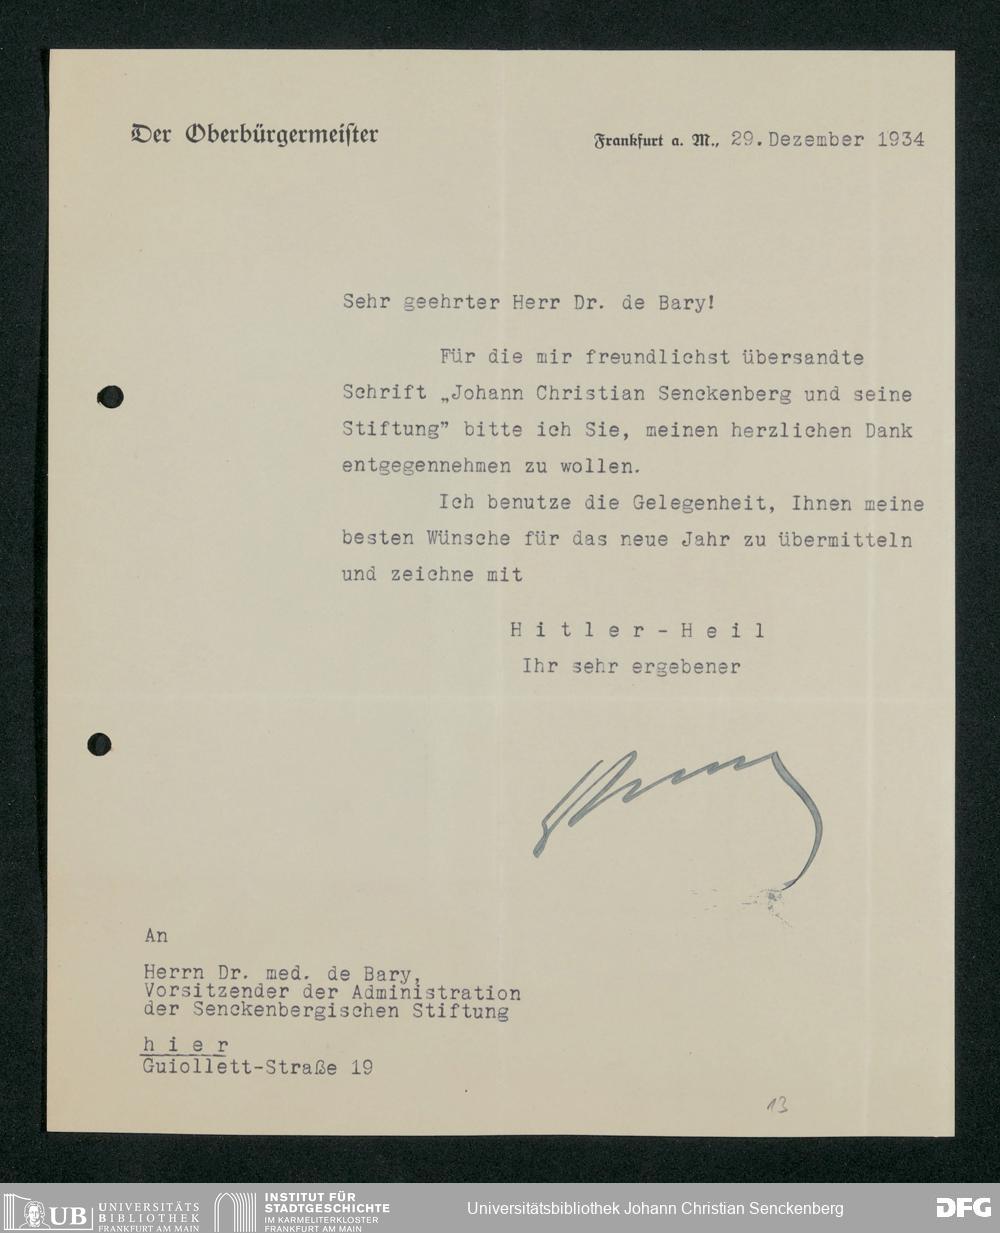 Der Oberbürgermeiſter
Frankfurt a. M., 29. Dezember 1934
Sehr geehrter Herr Dr. de Bary!
Für die mir freundlichst übersandte
Schrift „Johann Christian Senckenberg und seine
Stiftung” bitte ich Sie, meinen herzlichen Dank
entgegennehmen zu wollen.
Ich benutze die Gelegenheit, Ihnen meine
besten Wünsche für das neue Jahr zu übermitteln
und zeichne mit
H i t l e r - H e i l
Ihr sehr ergebener
An
Herrn Dr. med. de Bary,
Vorsitzender der Administration
der Senckenbergischen Stiftung
h i e r
Guiollett-Straße 19
13
UB UNIVERSITÄTS
BIBLIOTHEK
FRANKFURT AM MAIN
INSTITUT FÜR
STADTGESCHICHTE
IM KARMELITERKLOSTER
FRANKFURT AM MAIN
Universitätsbibliothek Johann Christian Senckenberg
DFG